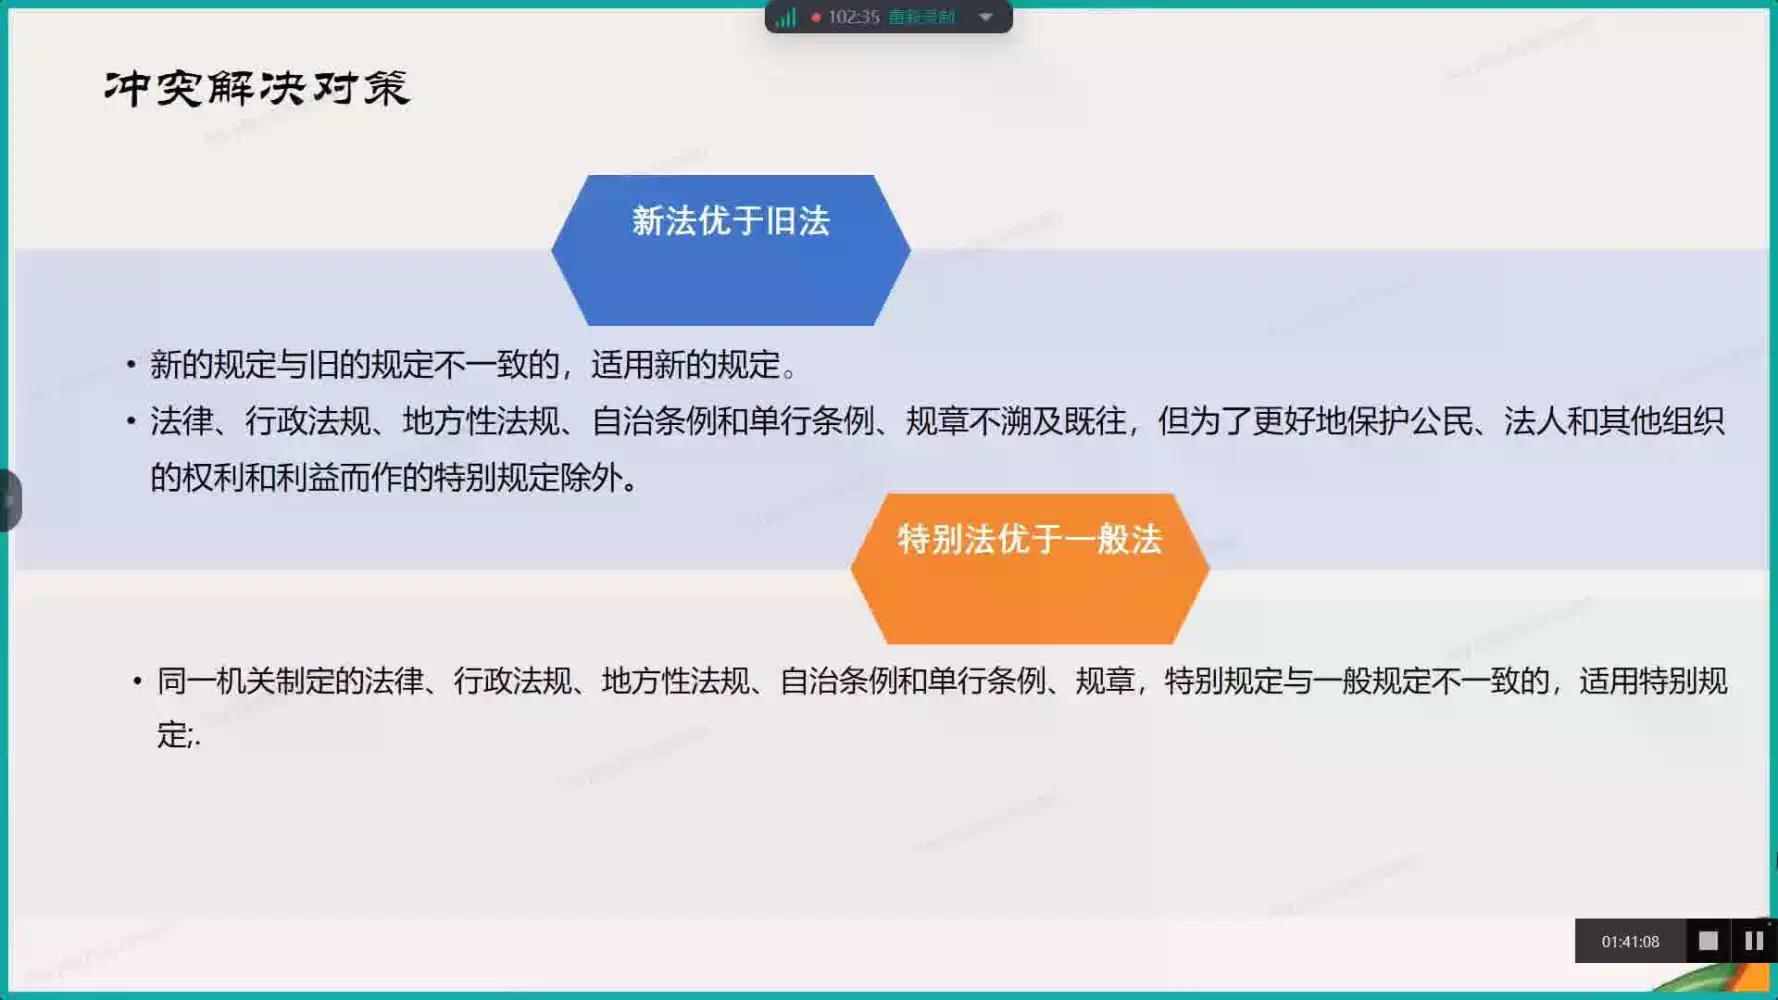 102:35 重新录制
冲突解决对策
新法优于旧法
• 新的规定与旧的规定不一致的，适用新的规定。
• 法律、行政法规、地方性法规、自治条例和单行条例、规章不溯及既往，但为了更好地保护公民、法人和其他组织
的权利和利益而作的特别规定除外。
特别法优于一般法
• 同一机关制定的法律、行政法规、地方性法规、自治条例和单行条例、规章，特别规定与一般规定不一致的，适用特别规
定;.
01:41:08